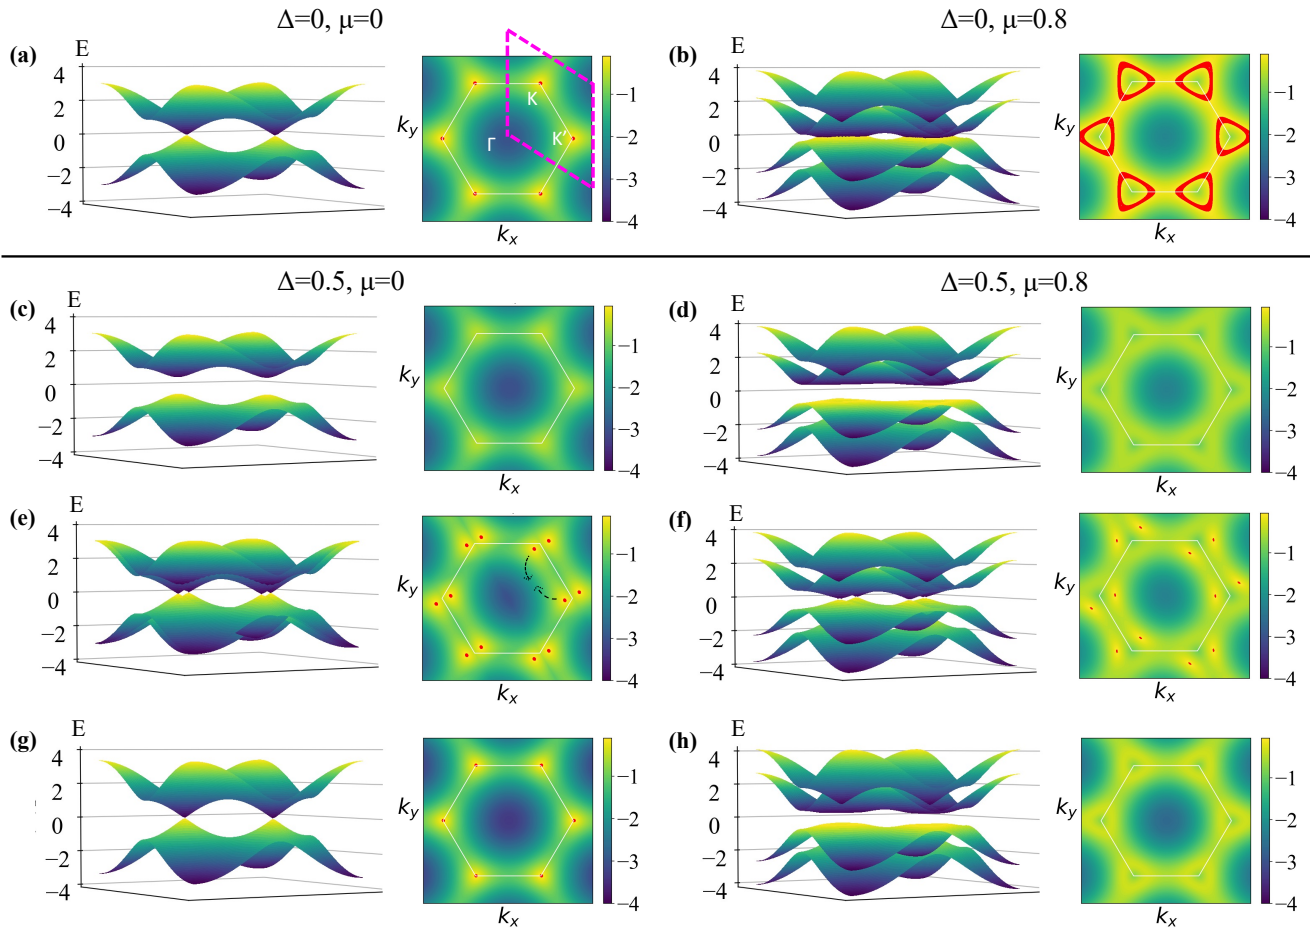 Δ=0, μ=0
Δ=0, μ=0.8
(a)
E
4
2
0
−2
−4
k_y
K
Γ
K'
k_x
−1
−2
−3
−4
(b)
E
4
2
0
−2
−4
k_y
k_x
−1
−2
−3
−4
Δ=0.5, μ=0
Δ=0.5, μ=0.8
(c)
E
4
2
0
−2
−4
k_y
k_x
−1
−2
−3
−4
(d)
E
4
2
0
−2
−4
k_y
k_x
−1
−2
−3
−4
(e)
E
4
2
0
−2
−4
k_y
k_x
−1
−2
−3
−4
(f)
E
4
2
0
−2
−4
k_y
k_x
−1
−2
−3
−4
(g)
E
4
2
0
−2
−4
k_y
k_x
−1
−2
−3
−4
(h)
E
4
2
0
−2
−4
k_y
k_x
−1
−2
−3
−4